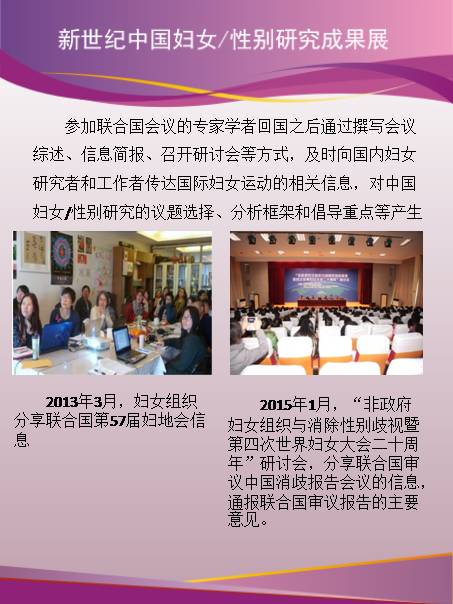 新世纪中国妇女/性别研究成果展
参加联合国会议的专家学者回国之后通过撰写会议
综述、信息简报、召开研讨会等方式，及时向国内妇女
研究者和工作者传达国际妇女运动的相关信息，对中国
妇女/性别研究的议题选择、分析框架和倡导重点等产生
2013年3月，妇女组织
分享联合国第57届妇地会信
息
2015年1月，“非政府
妇女组织与消除性别歧视暨
第四次世界妇女大会二十周
年”研讨会，分享联合国审
议中国消歧报告会议的信息，
通报联合国审议报告的主要
意见。